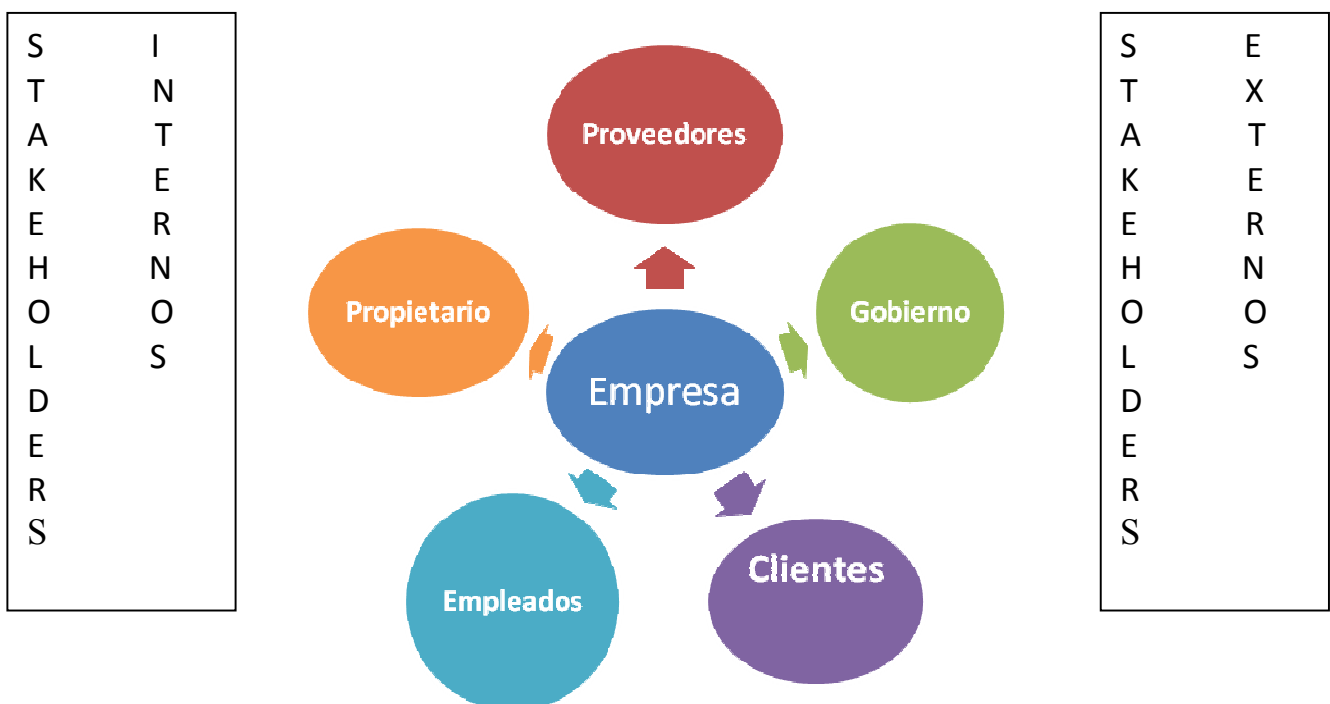 STAKEHOLDERS
INTERNOS
Proveedores
Propietario
Gobierno
Empresa
Empleados
Clientes
STAKEHOLDERS
EXTERNOS